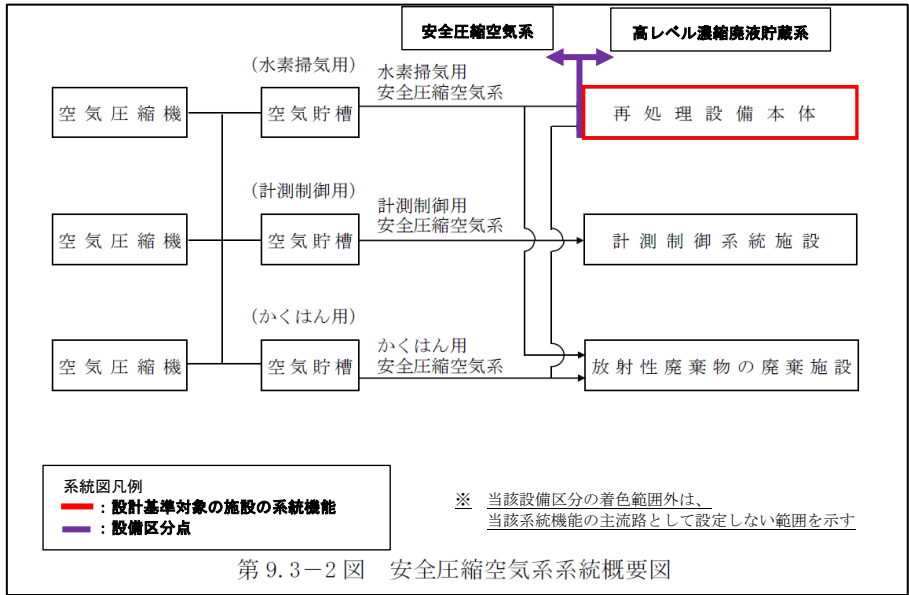 安全圧縮空気系
高レベル濃縮廃液貯蔵系
(水素掃気用)
水素掃気用
安全圧縮空気系
空気圧縮機
空気貯槽
再処理設備本体
(計測制御用)
計測制御用
安全圧縮空気系
空気圧縮機
空気貯槽
計測制御系統施設
(かくはん用)
かくはん用
安全圧縮空気系
空気圧縮機
空気貯槽
放射性廃棄物の廃棄施設
系統図凡例
：設計基準対象の施設の系統機能
：設備区分点
※ 当該設備区分の着色範囲外は、
当該系統機能の主流路として設定しない範囲を示す
第 9.3－2 図 安全圧縮空気系系統概要図